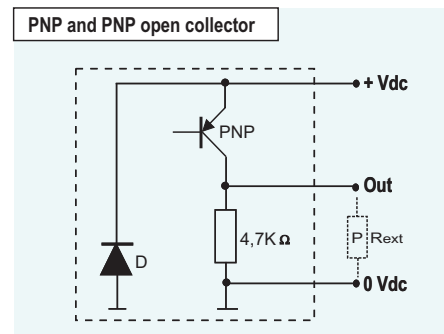 PNP and PNP open collector
+ Vdc
PNP
Out
4,7K Ω
P Rext
D
0 Vdc